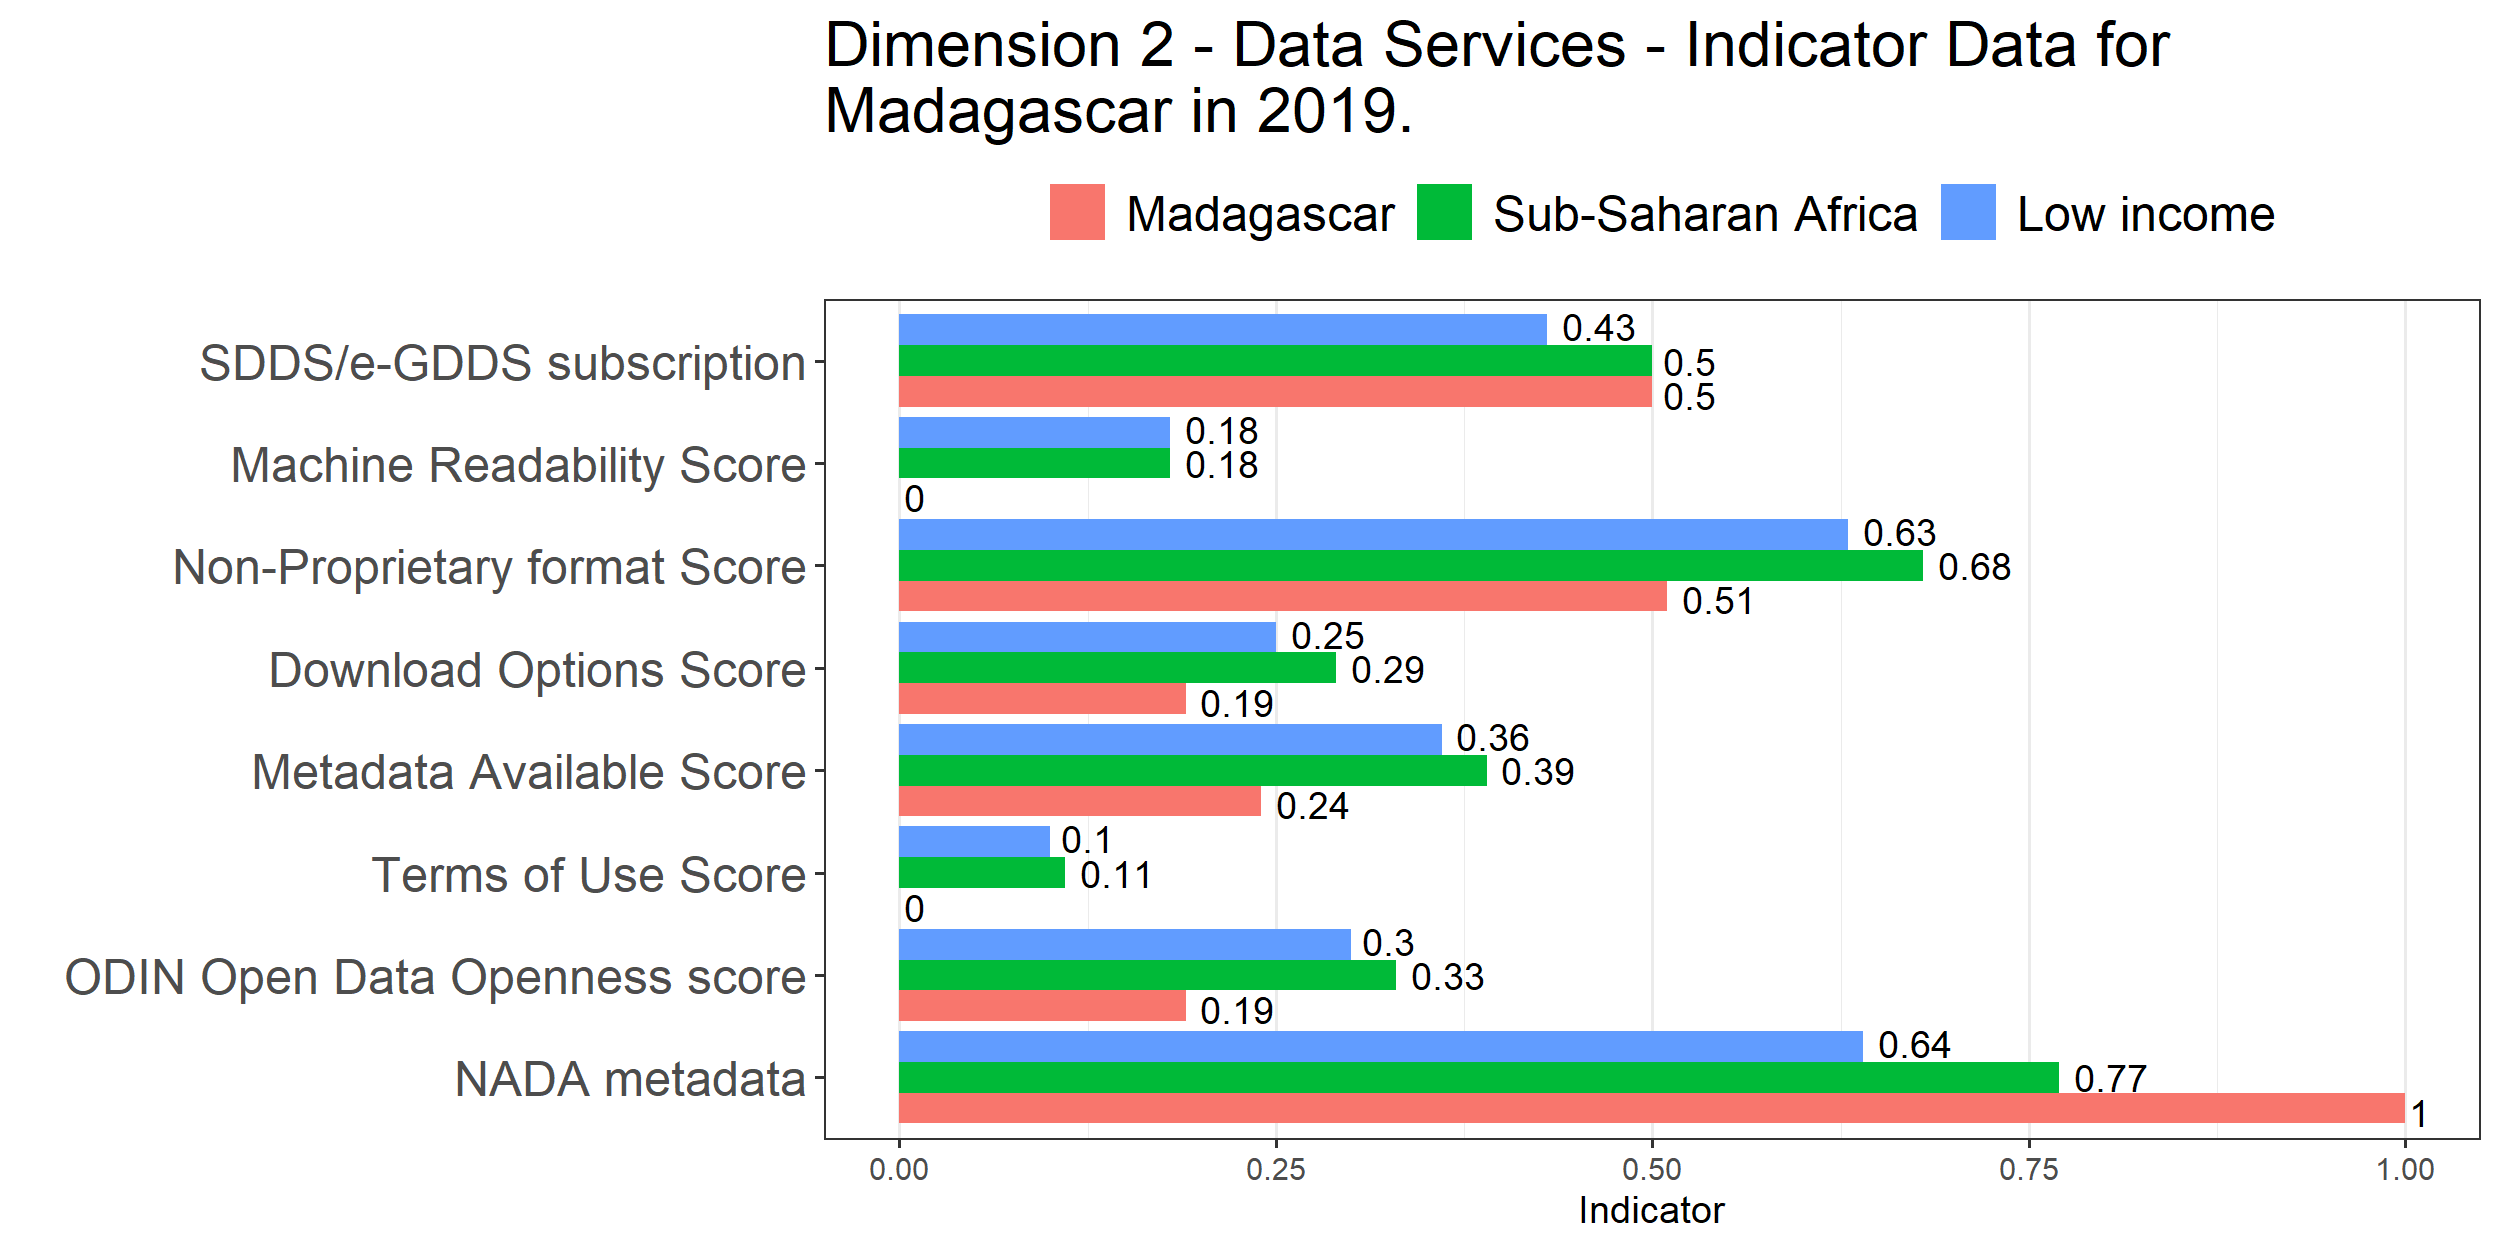 Dimension 2 - Data Services - Indicator Data for
Madagascar in 2019.
Madagascar Sub-Saharan Africa Low income
SDDS/e-GDDS subscription
0.43
0.5
0.5
Machine Readability Score
0.18
0.18
0
Non-Proprietary format Score
0.63
0.68
0.51
Download Options Score
0.25
0.29
0.19
Metadata Available Score
0.36
0.39
0.24
Terms of Use Score
0.1
0.11
0
ODIN Open Data Openness score
0.3
0.33
0.19
NADA metadata
0.64
0.77
1
0.00 0.25 0.50 0.75 1.00
Indicator